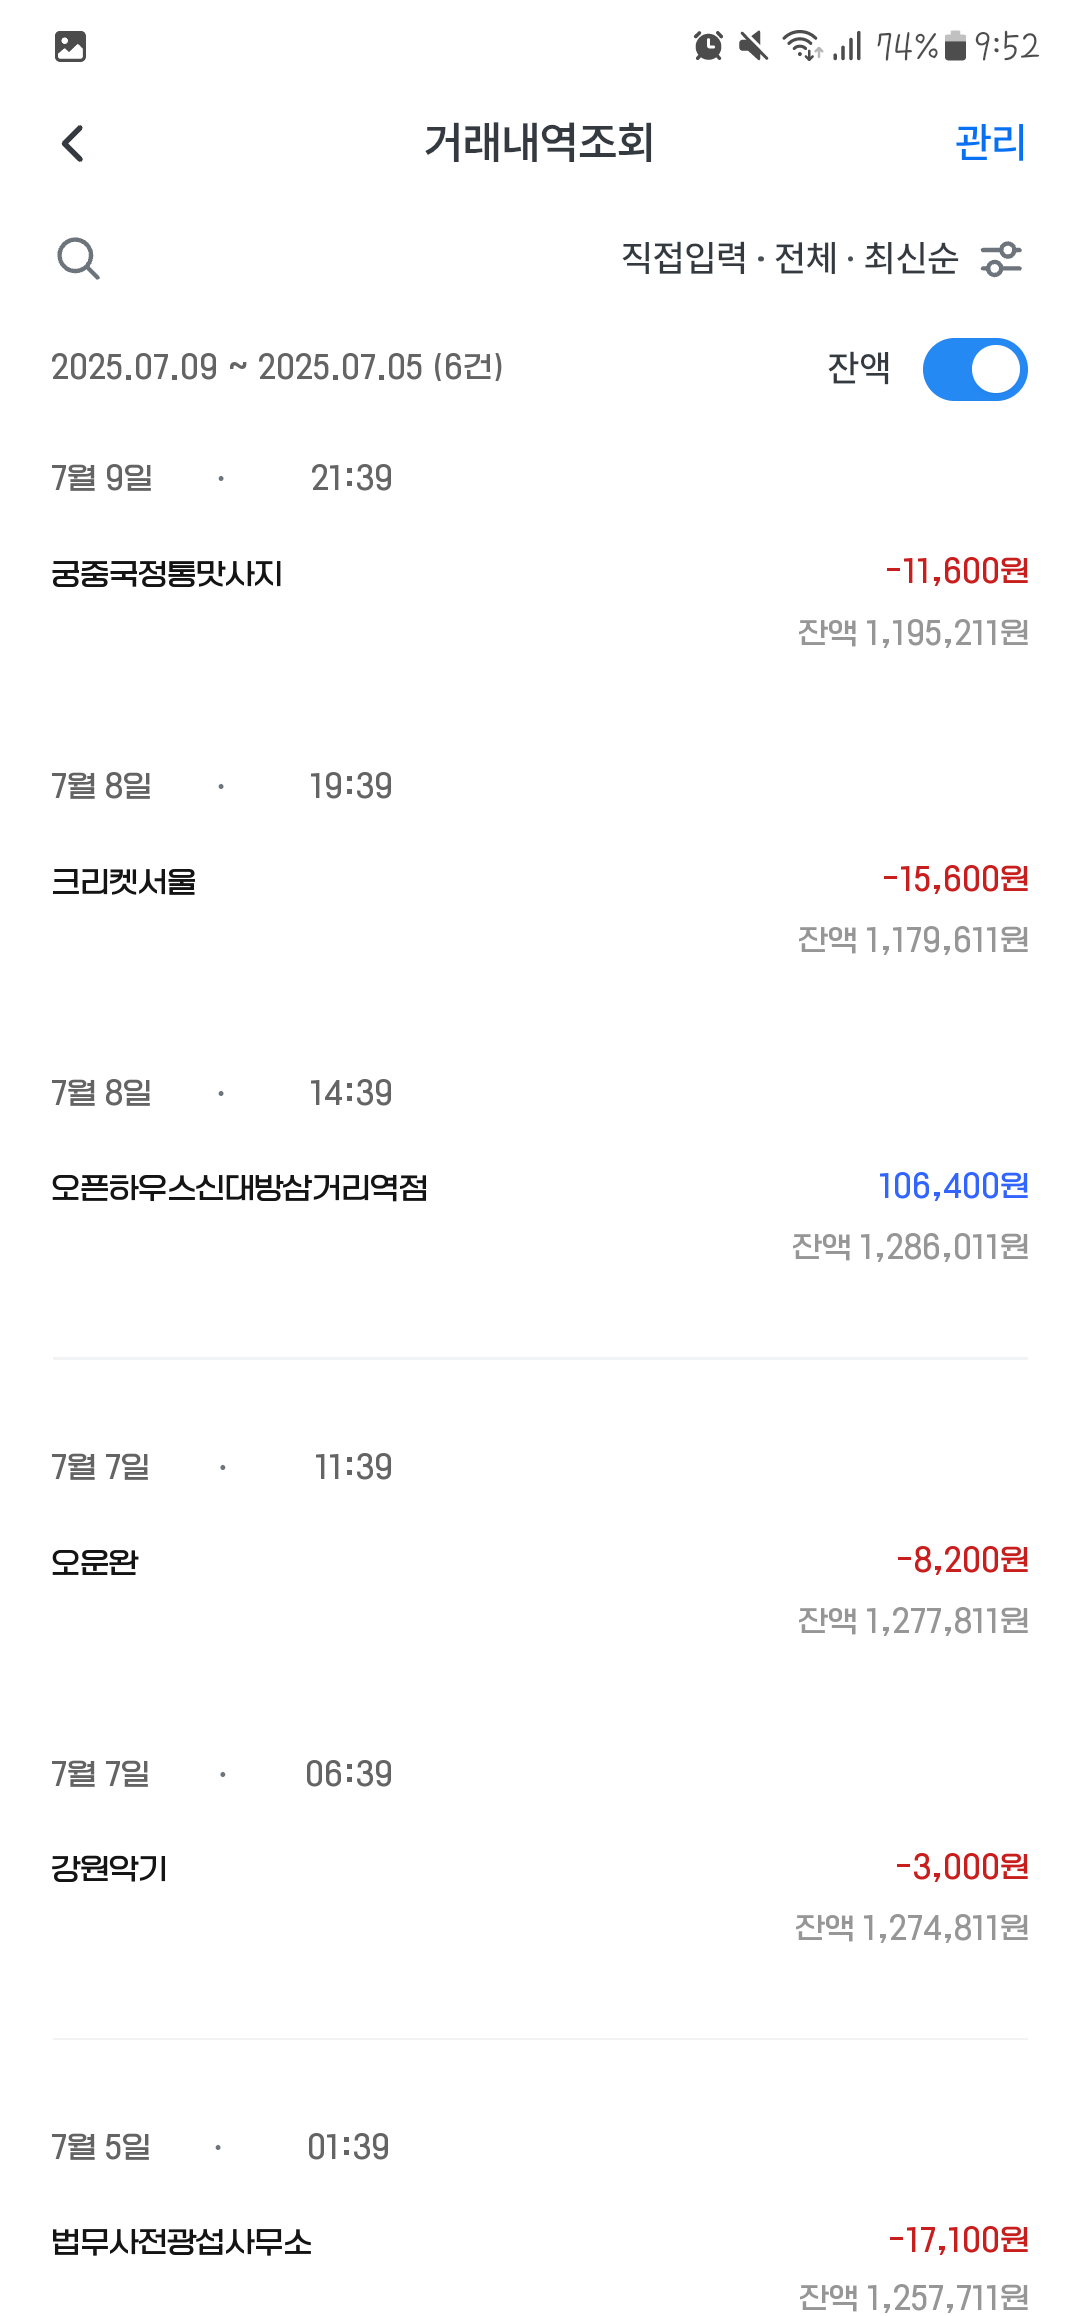 74% 9:52
거래내역조회 관리
직접입력 · 전체 · 최신순
2025.07.09 ~ 2025.07.05 (6건) 잔액
7월 9일 · 21:39
궁중국정통맛사지 -11,600원
잔액 1,195,211원
7월 8일 · 19:39
크리켓서울 -15,600원
잔액 1,179,611원
7월 8일 · 14:39
오픈하우스신대방삼거리역점 106,400원
잔액 1,286,011원
7월 7일 · 11:39
오운완 -8,200원
잔액 1,277,811원
7월 7일 · 06:39
강원악기 -3,000원
잔액 1,274,811원
7월 5일 · 01:39
법무사전광섭사무소 -17,100원
잔액 1,257,711원